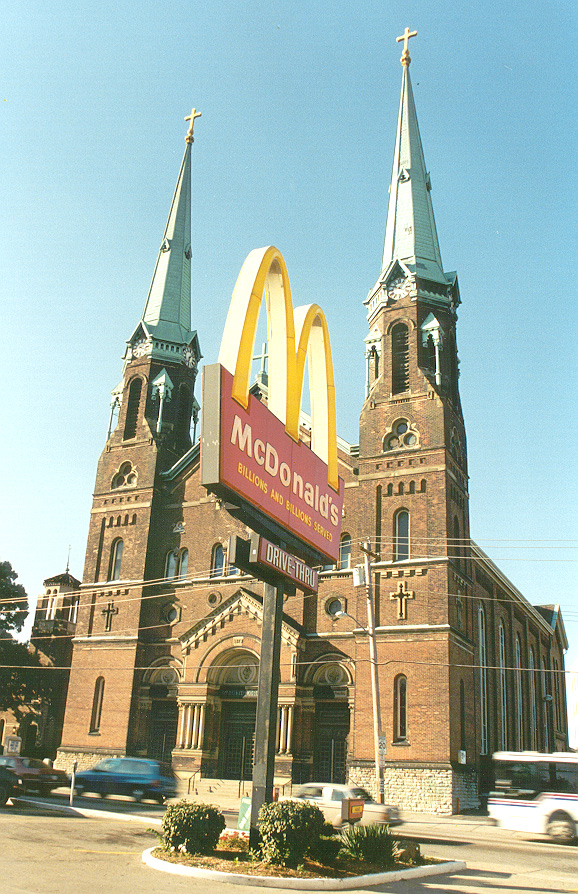 McDonald's
BILLIONS AND BILLIONS SERVED
DRIVE-THRU